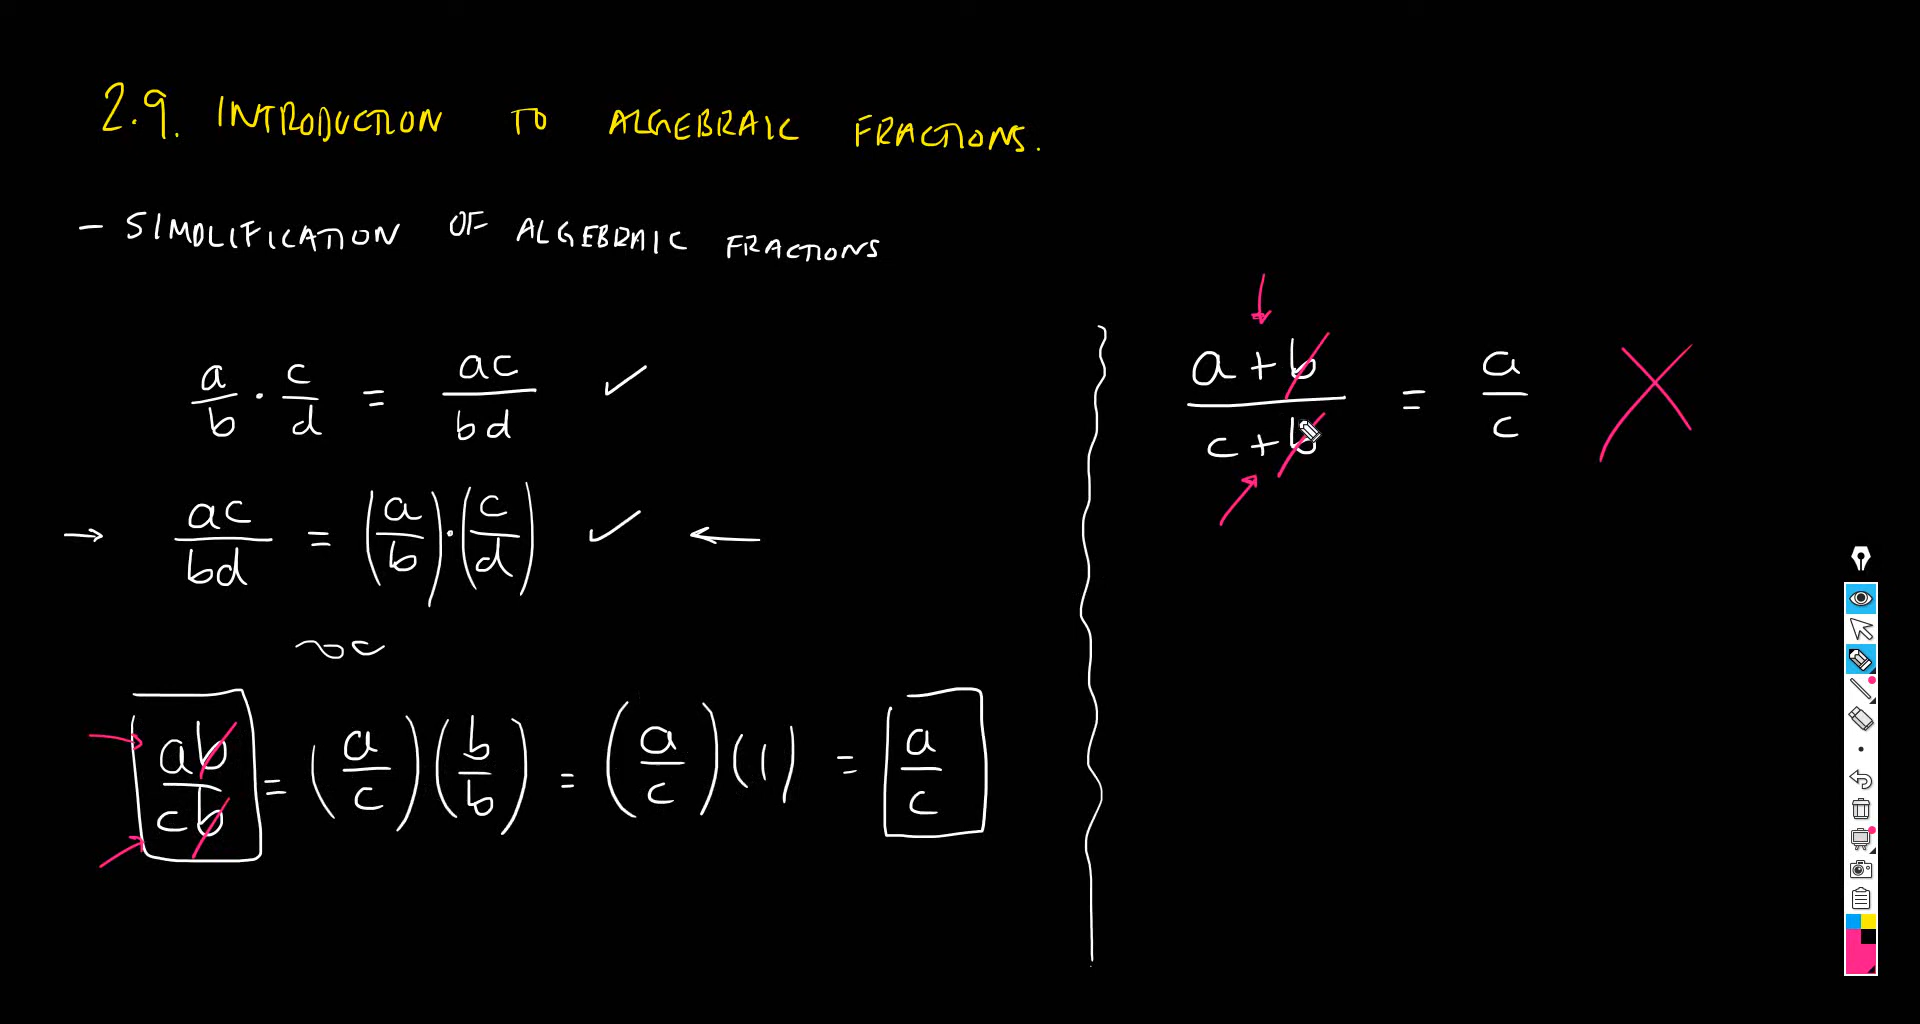 2.9. INTRODUCTION TO ALGEBRAIC FRACTIONS.
- SIMPLIFICATION OF ALGEBRAIC FRACTIONS
a/b · c/d = ac/bd ✓
→ ac/bd = (a/b) · (c/d) ✓ ←
ab/cb = (a/c)(b/b) = (a/c)(1) = a/c
a+b/c+b = a/c ✗